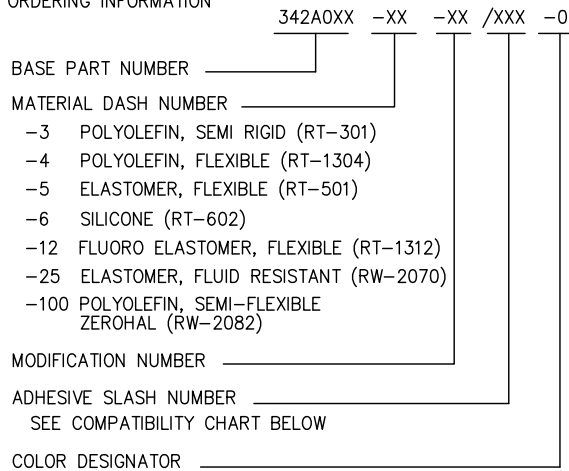 ORDERING INFORMATION
342A0XX -XX -XX /XXX -0
BASE PART NUMBER
MATERIAL DASH NUMBER
-3 POLYOLEFIN, SEMI RIGID (RT-301)
-4 POLYOLEFIN, FLEXIBLE (RT-1304)
-5 ELASTOMER, FLEXIBLE (RT-501)
-6 SILICONE (RT-602)
-12 FLUORO ELASTOMER, FLEXIBLE (RT-1312)
-25 ELASTOMER, FLUID RESISTANT (RW-2070)
-100 POLYOLEFIN, SEMI-FLEXIBLE
ZEROHAL (RW-2082)
MODIFICATION NUMBER
ADHESIVE SLASH NUMBER
SEE COMPATIBILITY CHART BELOW
COLOR DESIGNATOR